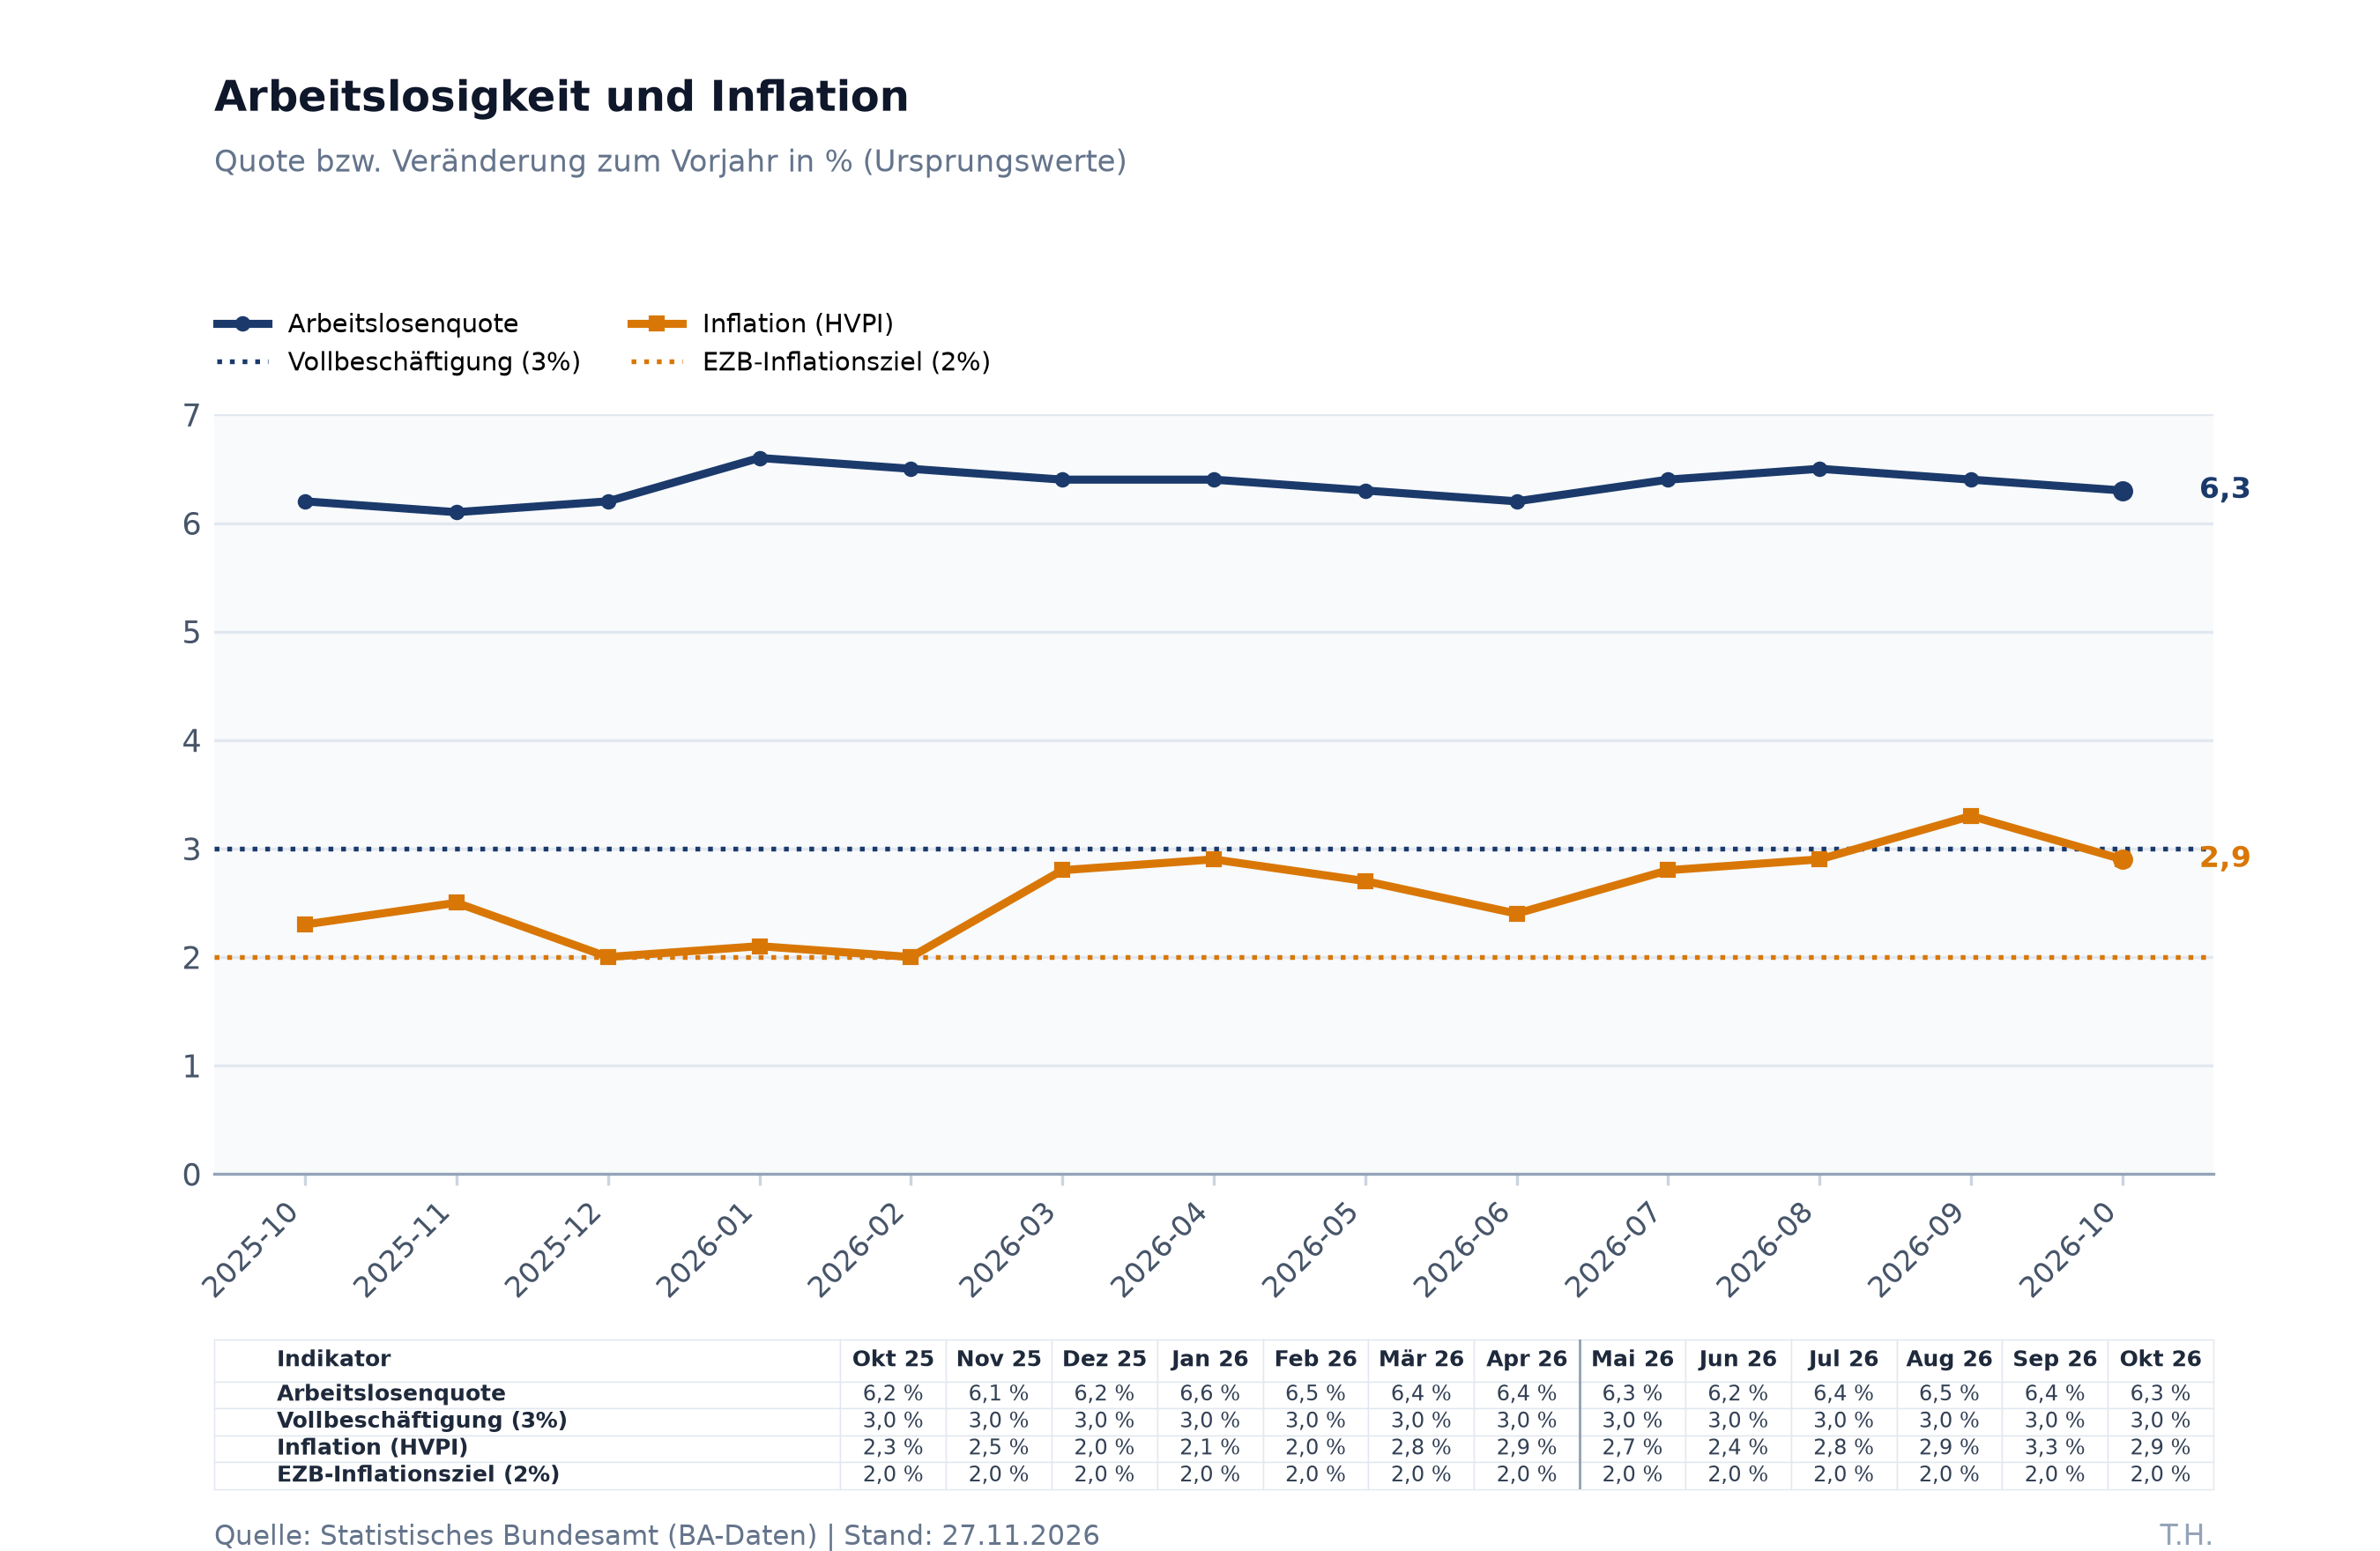 Arbeitslosigkeit und Inflation
Quote bzw. Veränderung zum Vorjahr in % (Ursprungswerte)
Arbeitslosenquote Inflation (HVPI)
Vollbeschäftigung (3%) EZB-Inflationsziel (2%)
7
6,3
6
5
4
3
2,9
2
1
0
2025-10 2025-11 2025-12 2026-01 2026-02 2026-03 2026-04 2026-05 2026-06 2026-07 2026-08 2026-09 2026-10
Indikator Okt 25 Nov 25 Dez 25 Jan 26 Feb 26 Mär 26 Apr 26 Mai 26 Jun 26 Jul 26 Aug 26 Sep 26 Okt 26
Arbeitslosenquote 6,2 % 6,1 % 6,2 % 6,6 % 6,5 % 6,4 % 6,4 % 6,3 % 6,2 % 6,4 % 6,5 % 6,4 % 6,3 %
Vollbeschäftigung (3%) 3,0 % 3,0 % 3,0 % 3,0 % 3,0 % 3,0 % 3,0 % 3,0 % 3,0 % 3,0 % 3,0 % 3,0 % 3,0 %
Inflation (HVPI) 2,3 % 2,5 % 2,0 % 2,1 % 2,0 % 2,8 % 2,9 % 2,7 % 2,4 % 2,8 % 2,9 % 3,3 % 2,9 %
EZB-Inflationsziel (2%) 2,0 % 2,0 % 2,0 % 2,0 % 2,0 % 2,0 % 2,0 % 2,0 % 2,0 % 2,0 % 2,0 % 2,0 % 2,0 %
Quelle: Statistisches Bundesamt (BA-Daten) | Stand: 27.11.2026 T.H.